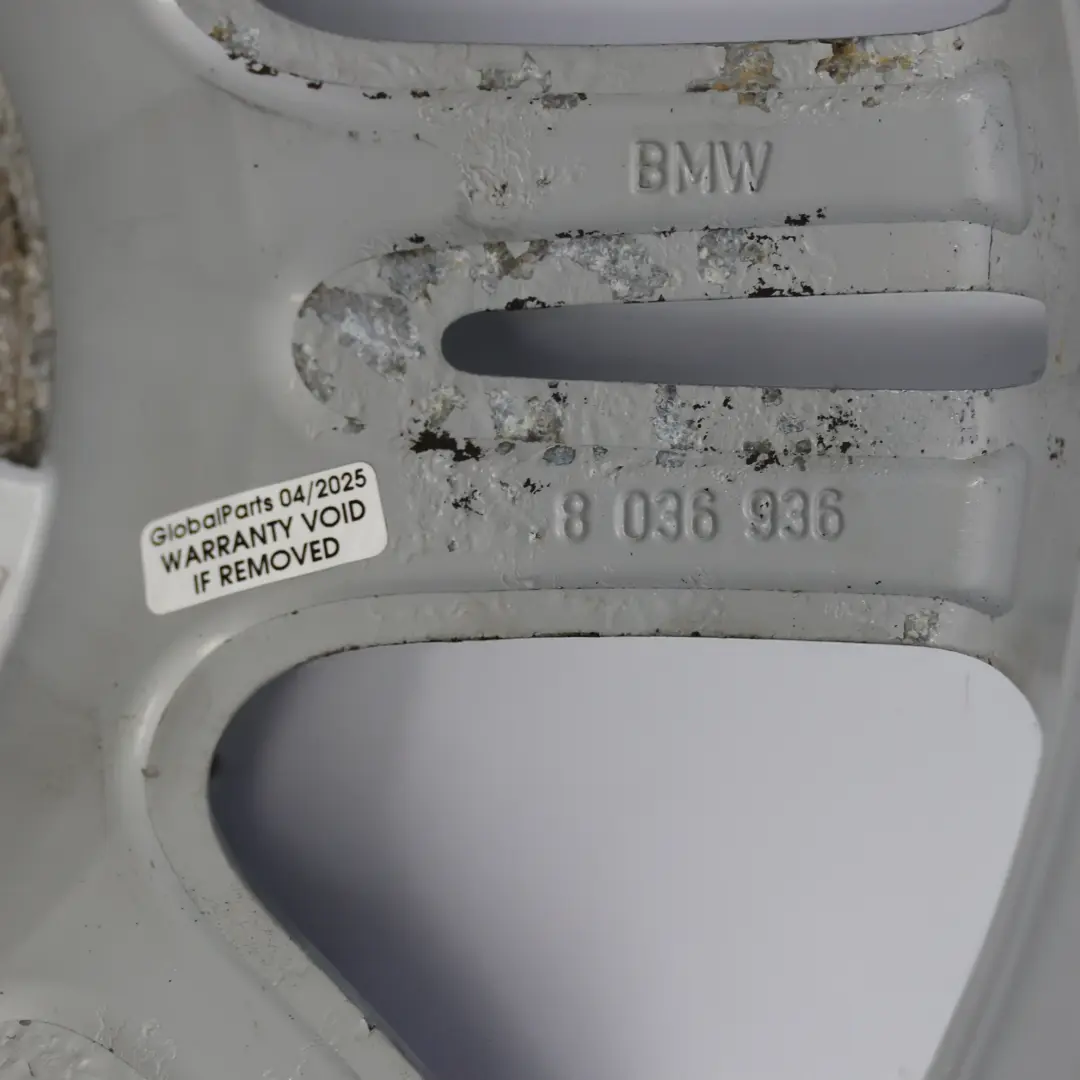 BMW
GlobalParts 04/2025
WARRANTY VOID
IF REMOVED
8 036 936